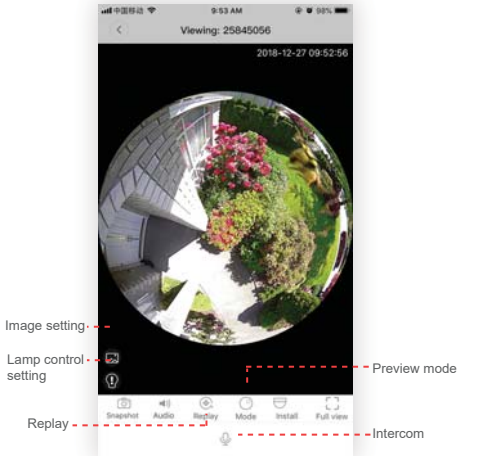 中国移动
9:53 AM
98%
Viewing: 25845056
2018-12-27 09:52:56
Image setting
Lamp control
setting
Preview mode
Snapshot Audio Replay Mode Install Full view
Replay
Intercom